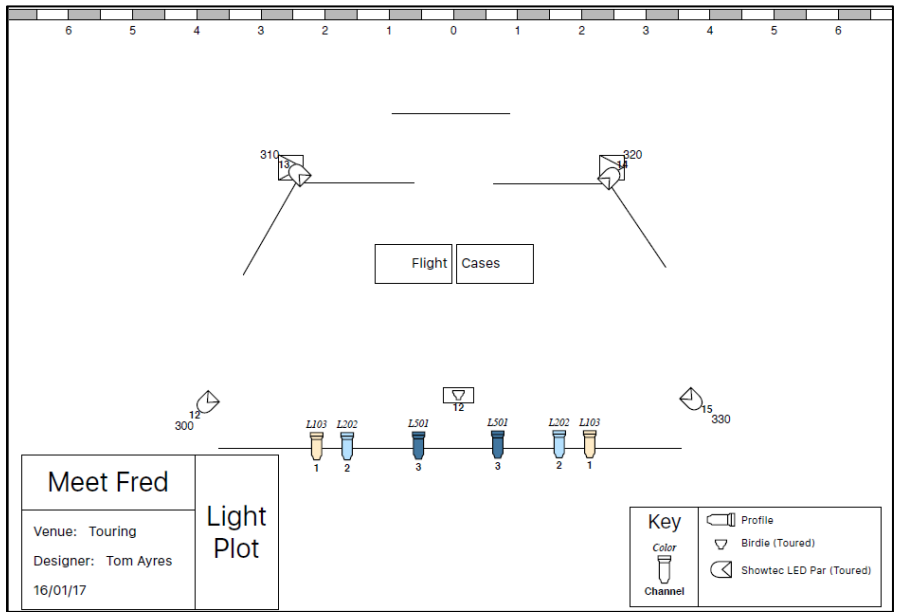 6 5 4 3 2 1 0 1 2 3 4 5 6
310 320
13 14
Flight Cases
12 12 15
300 330
L103 L202 L501 L501 L202 L103
1 2 3 3 2 1
Meet Fred
Venue: Touring
Designer: Tom Ayres
16/01/17
Light
Plot
Key
Color
Channel
Profile
Birdie (Toured)
Showtec LED Par (Toured)